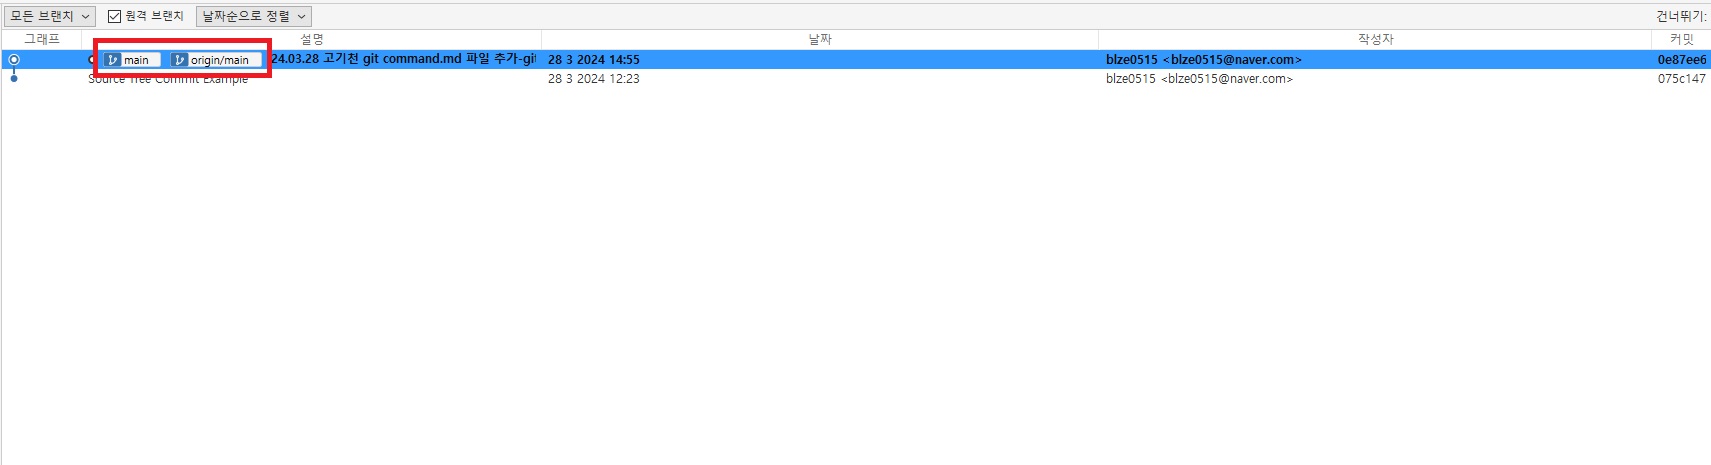 모든 브랜치 원격 브랜치 날짜순으로 정렬 건너뛰기:
그래프 설명 날짜 작성자 커밋
main origin/main 24.03.28 고기천 git command.md 파일 추가-git 28 3 2024 14:55 blze0515 <blze0515@naver.com> 0e87ee6
Source Tree Commit Example 28 3 2024 12:23 blze0515 <blze0515@naver.com> 075c147